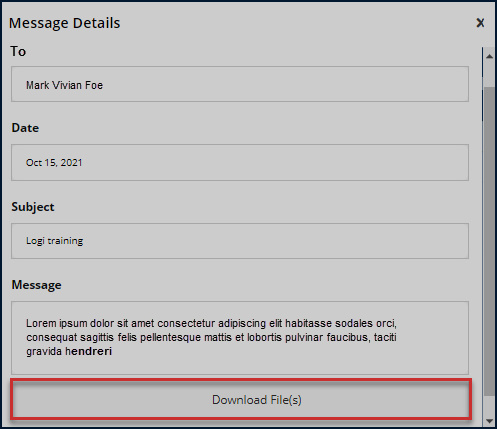 Message Details x
To
Mark Vivian Foe
Date
Oct 15, 2021
Subject
Logi training
Message
Lorem ipsum dolor sit amet consectetur adipiscing elit habitasse sodales orci,
consequat sagittis felis pellentesque mattis et lobortis pulvinar faucibus, taciti
gravida hendreri
Download File(s)